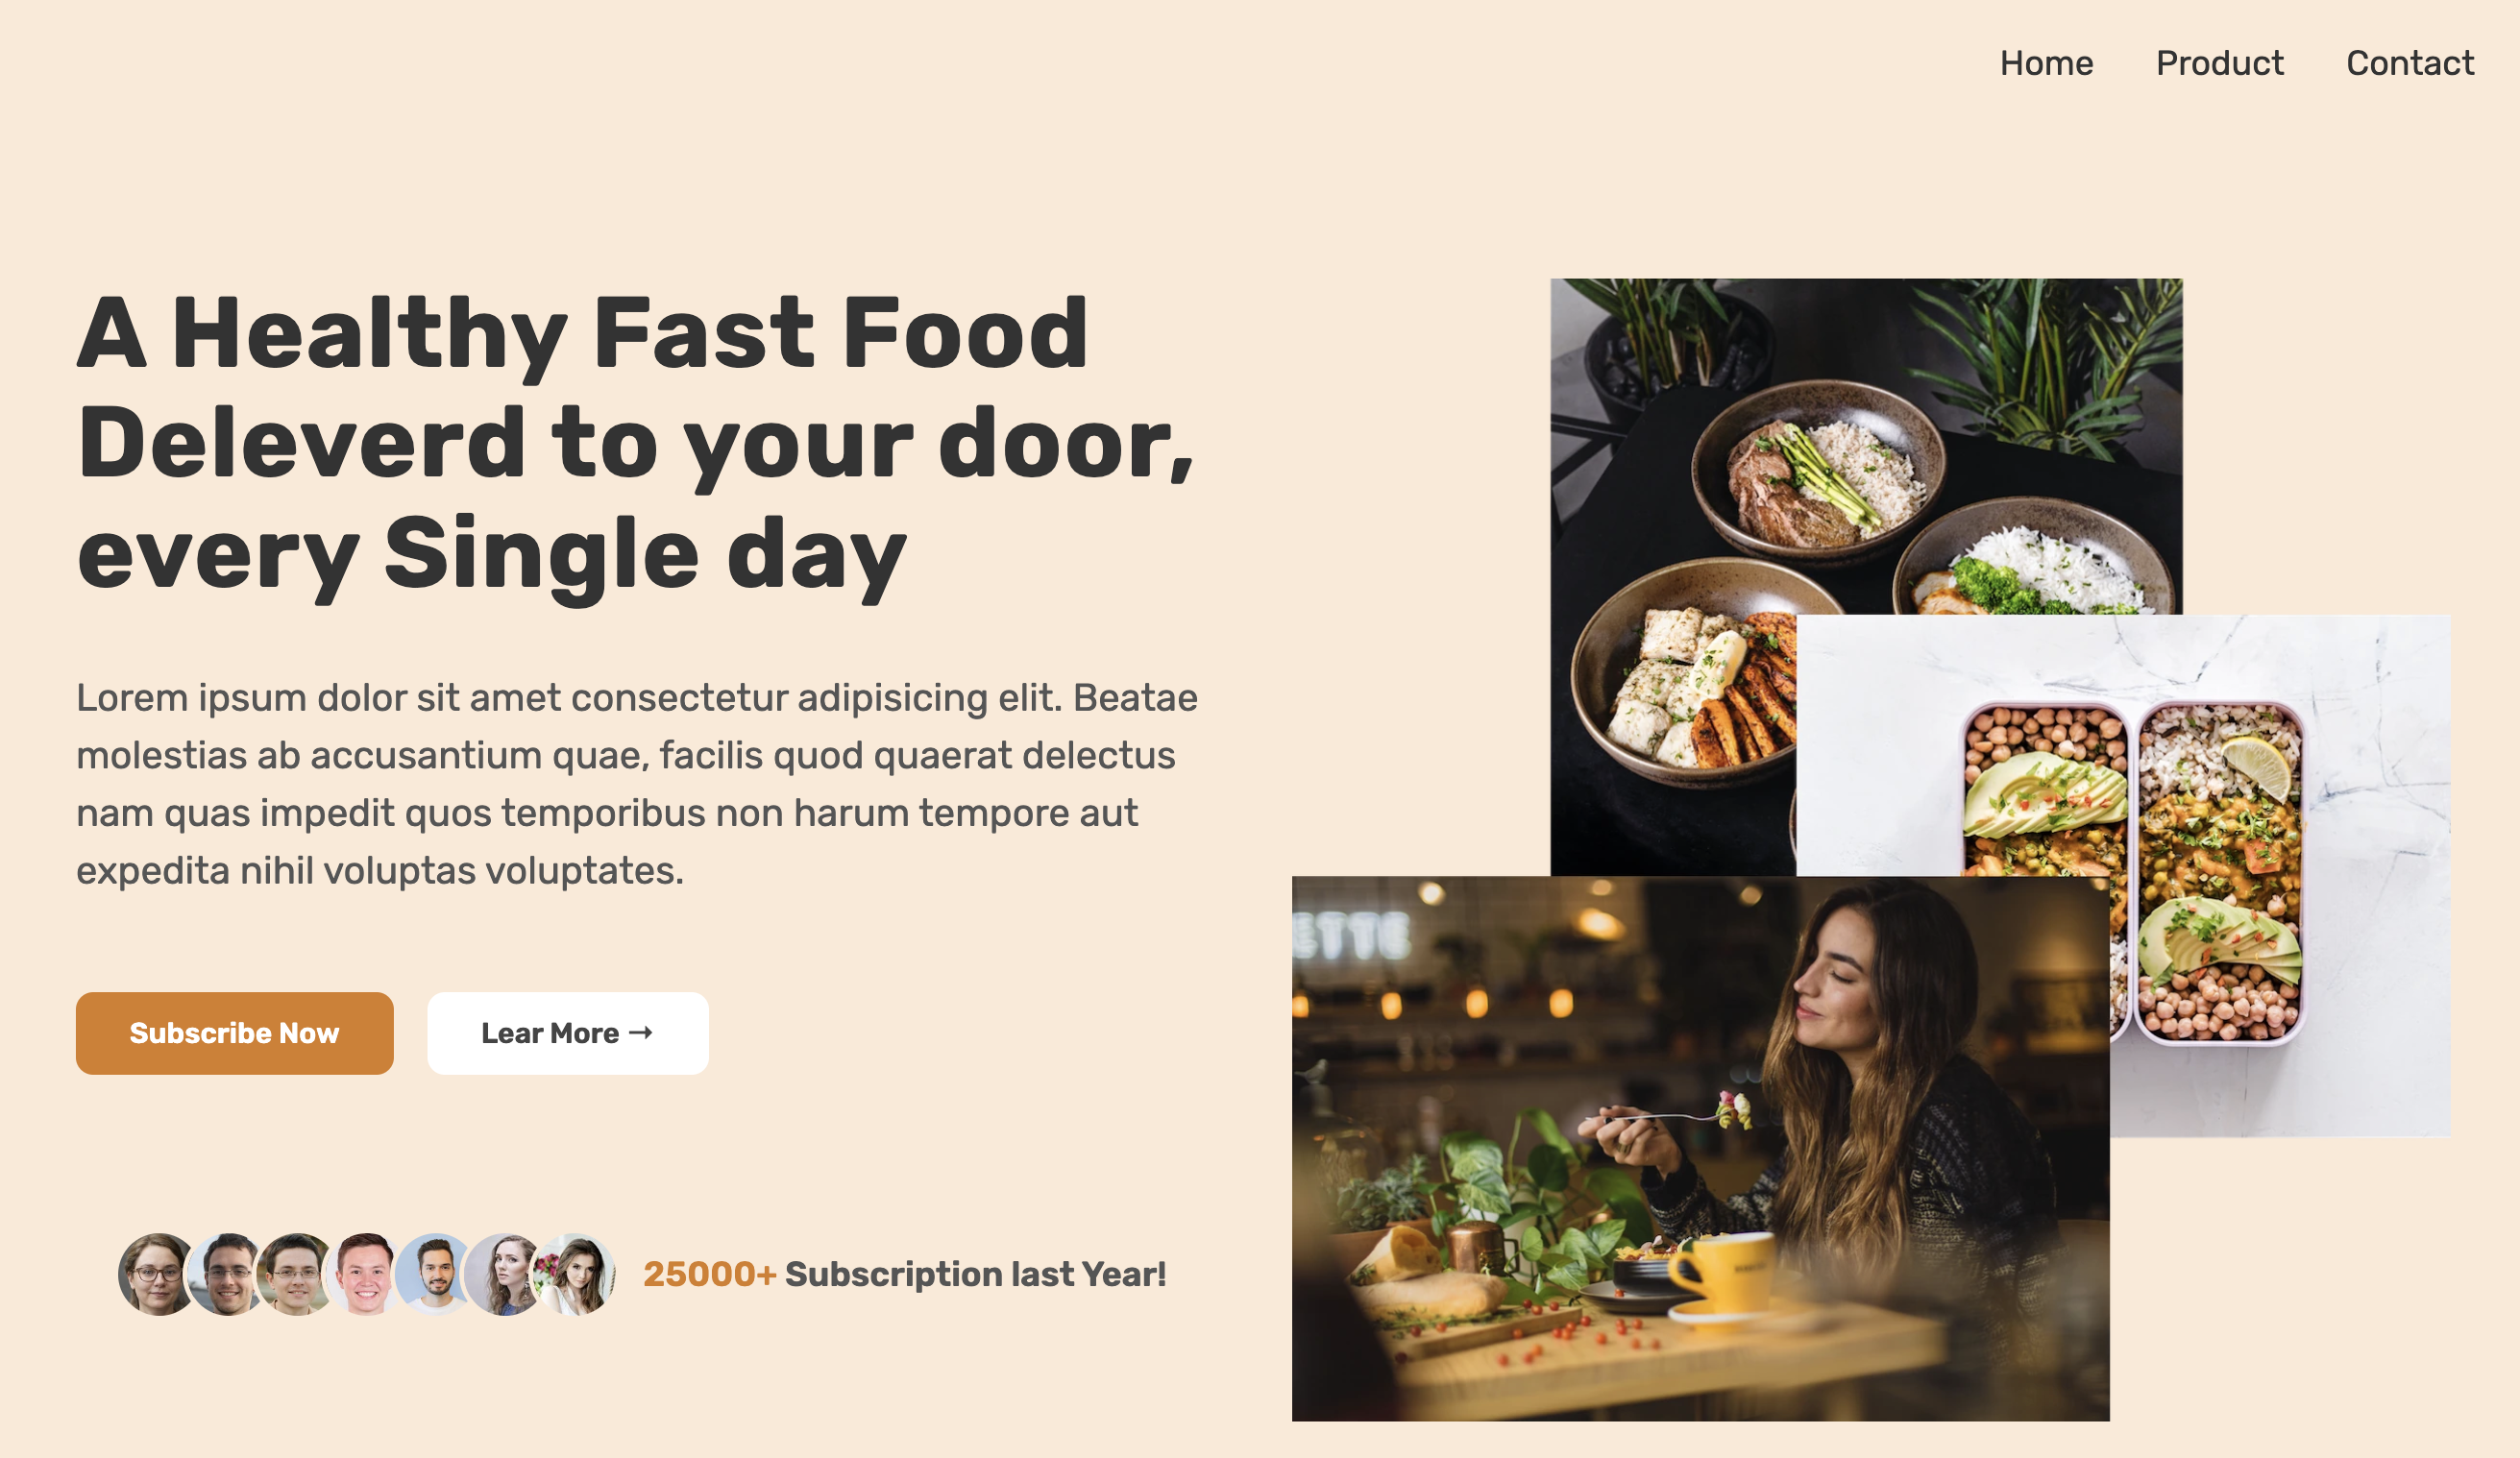 Home Product Contact
A Healthy Fast Food
Deleverd to your door,
every Single day
Lorem ipsum dolor sit amet consectetur adipisicing elit. Beatae
molestias ab accusantium quae, facilis quod quaerat delectus
nam quas impedit quos temporibus non harum tempore aut
expedita nihil voluptas voluptates.
Subscribe Now
Lear More →
ETTE
25000+ Subscription last Year!